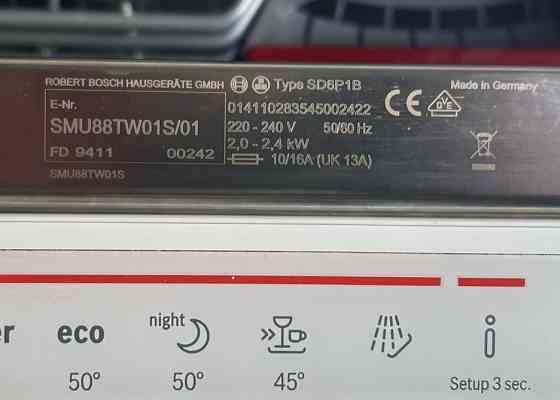 ROBERT BOSCH HAUSGERÄTE GMBH
Type SD6P1B
Made in Germany
E-Nr.
SMU88TW01S/01
FD 9411 00242
SMU88TW01S
014110283545002422
220 - 240 V 50/60 Hz
2,0 - 2,4 kW
10/16A (UK 13A)
CE
DVE
er
eco
night
50°
50°
45°
Setup 3 sec.